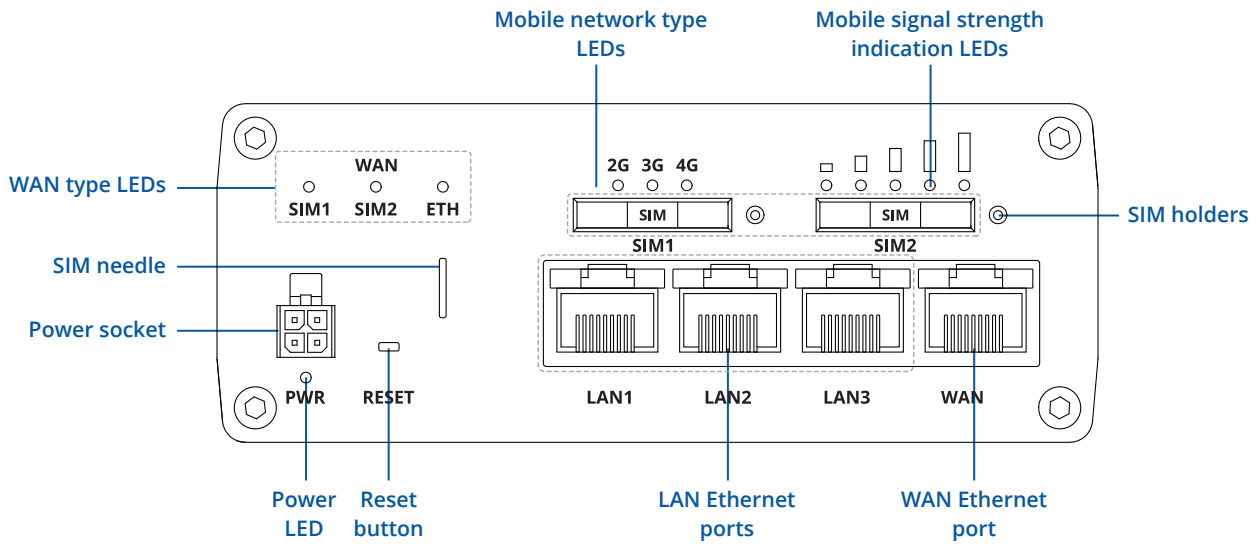 Mobile network type
LEDs
Mobile signal strength
indication LEDs
WAN type LEDs
WAN
SIM1
SIM2
ETH
2G 3G 4G
SIM
SIM
SIM1
SIM2
SIM holders
SIM needle
Power socket
PWR
RESET
LAN1
LAN2
LAN3
WAN
Power
LED
Reset
button
LAN Ethernet
ports
WAN Ethernet
port